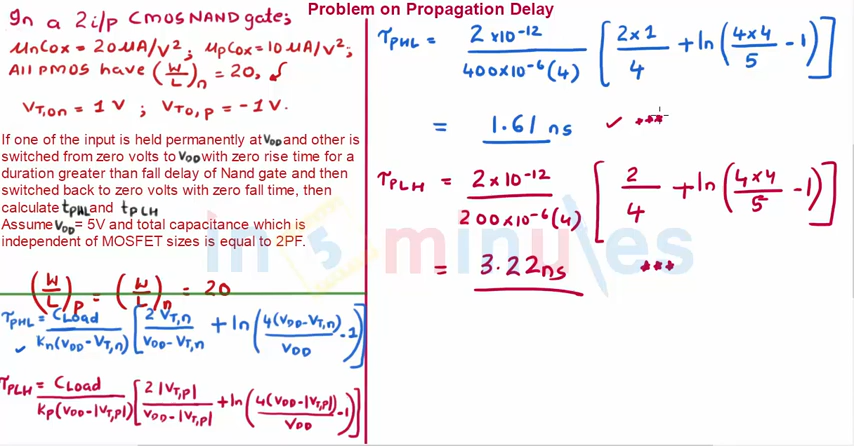 Problem on Propagation Delay
In a 2i/p CMOS NAND gate;
μnCox = 20μA/V²; μpCox = 10μA/V²;
All PMOS have (W/L)n = 20,
VT,on = 1V ; VTO,p = -1V.
If one of the input is held permanently at VDD and other is
switched from zero volts to VDD with zero rise time for a
duration greater than fall delay of Nand gate and then
switched back to zero volts with zero fall time, then
calculate tpHL and tpLH
Assume VDD= 5V and total capacitance which is
independent of MOSFET sizes is equal to 2PF.
(W/L)p = (W/L)n = 20
τPHL = CLoad / Kn(VDD-VT,n) [2VT,n / VDD-VT,n + ln(4(VDD-VT,n) / VDD - 1)]
τPLH = CLoad / Kp(VDD-|VT,p|) [2|VT,p| / VDD-|VT,p| + ln(4(VDD-|VT,p|) / VDD - 1)]
τPHL = 2×10-12 / 400×10-6(4) [2×1 / 4 + ln(4×4 / 5 - 1)]
= 1.61 ns ✓ ***
τPLH = 2×10-12 / 200×10-6(4) [2 / 4 + ln(4×4 / 5 - 1)]
= 3.22ns ***
in 5 minutes